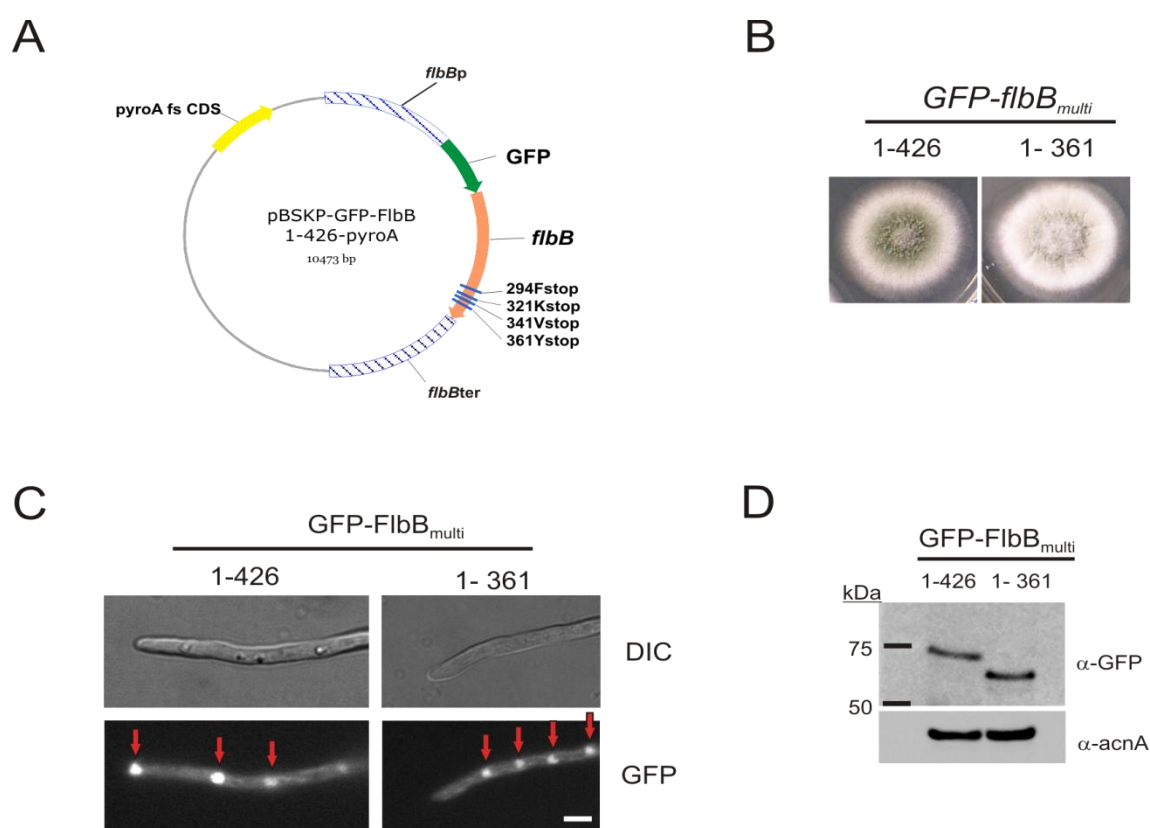 A
flbBp
pyroA fs CDS
GFP
pBSKP-GFP-FlbB
1-426-pyroA
10473 bp
flbB
294Fstop
321Kstop
341Vstop
361Ystop
flbBter
B
GFP-flbBmulti
1-426 1- 361
C
GFP-FlbBmulti
1-426 1- 361
DIC
GFP
D
GFP-FlbBmulti
1-426 1- 361
kDa
75
α-GFP
50
α-acnA